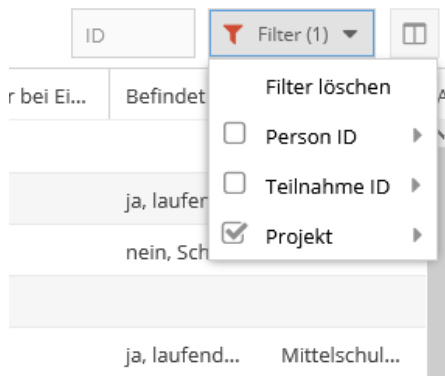 ID
Filter (1)
r bei Ei...
Befindet
Filter löschen
Person ID
Teilnahme ID
Projekt
ja, laufer
nein, Sch
ja, laufend...
Mittelschul...